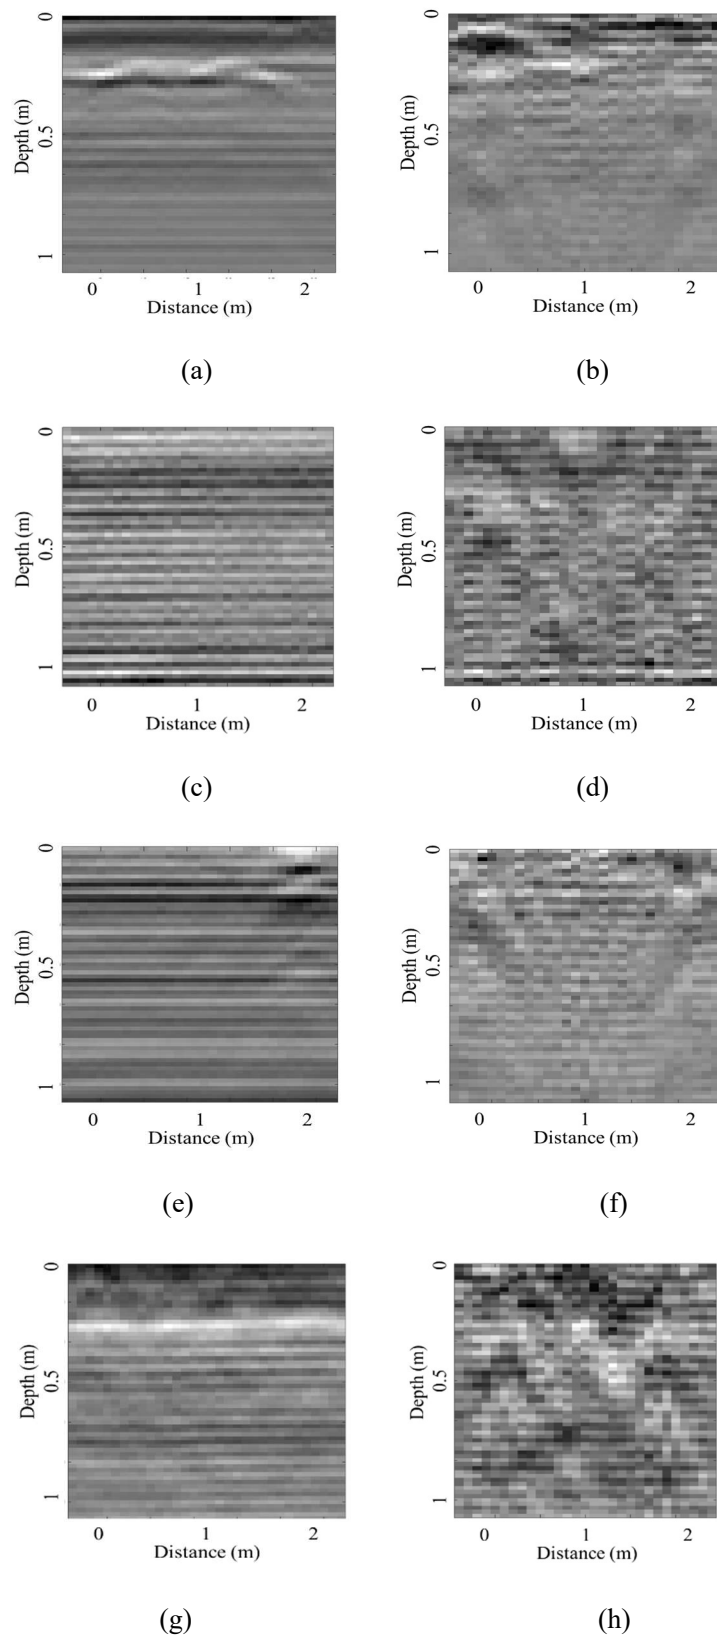 0
0.5
1
Depth (m)
0 1 2
Distance (m)
(a)
0
0.5
1
Depth (m)
0 1 2
Distance (m)
(b)
0
0.5
1
Depth (m)
0 1 2
Distance (m)
(c)
0
0.5
1
Depth (m)
0 1 2
Distance (m)
(d)
0
0.5
1
Depth (m)
0 1 2
Distance (m)
(e)
0
0.5
1
Depth (m)
0 1 2
Distance (m)
(f)
0
0.5
1
Depth (m)
0 1 2
Distance (m)
(g)
0
0.5
1
Depth (m)
0 1 2
Distance (m)
(h)